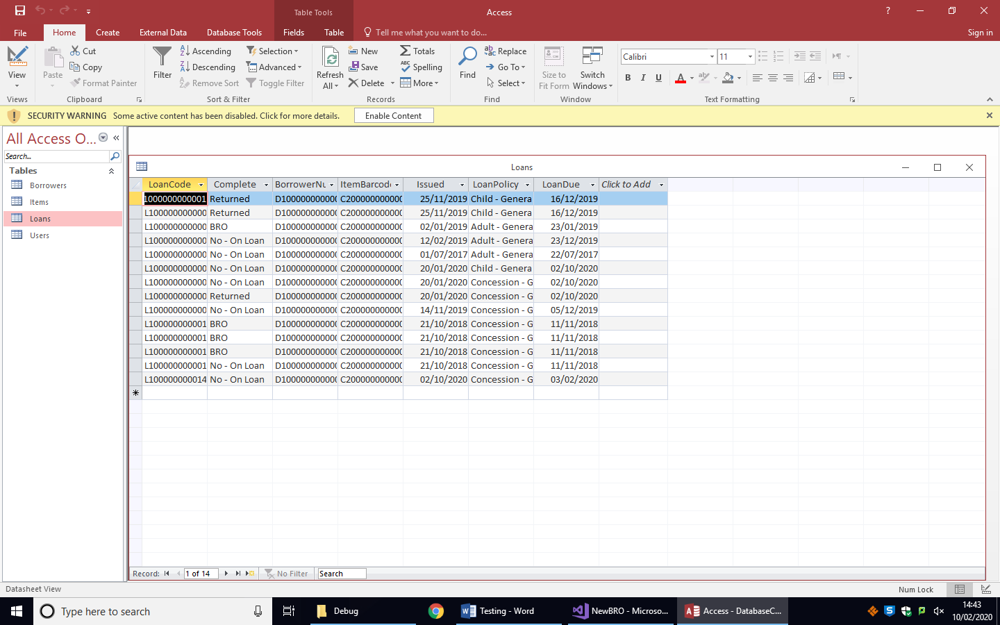 Table Tools
Access
File Home Create External Data Database Tools Fields Table Tell me what you want to do... Sign in
View
Views
Paste
Cut
Copy
Format Painter
Clipboard
Filter
Ascending
Descending
Remove Sort
Selection
Advanced
Toggle Filter
Sort & Filter
Refresh All
New
Save
Delete
Totals
Spelling
More
Records
Find
Replace
Go To
Select
Find
Size to Fit Form
Switch Windows
Window
Calibri 11
B I U A
Text Formatting
SECURITY WARNING Some active content has been disabled. Click for more details. Enable Content
All Access O...
Search...
Tables
Borrowers
Items
Loans
Users
Loans
LoanCode Complete BorrowerNu ItemBarcode Issued LoanPolicy LoanDue Click to Add
1000000000001 Returned D10000000000 C20000000000 25/11/2019 Child - Genera 16/12/2019
L100000000000 Returned D10000000000 C20000000000 25/11/2019 Child - Genera 16/12/2019
L100000000000 BRO D10000000000 C20000000000 02/01/2019 Adult - Genera 23/01/2019
L100000000000 No - On Loan D10000000000 C20000000000 12/02/2019 Adult - Genera 23/12/2019
L100000000000 No - On Loan D10000000000 C20000000000 01/07/2017 Adult - Genera 22/07/2017
L100000000000 No - On Loan D10000000000 C20000000000 20/01/2020 Child - Genera 02/10/2020
L100000000000 No - On Loan D10000000000 C20000000000 20/01/2020 Concession - G 02/10/2020
L100000000000 Returned D10000000000 C20000000000 20/01/2020 Concession - G 02/10/2020
L100000000000 No - On Loan D10000000000 C20000000000 14/11/2019 Concession - G 05/12/2019
L100000000001 BRO D10000000000 C20000000000 21/10/2018 Concession - G 11/11/2018
L100000000001 BRO D10000000000 C20000000000 21/10/2018 Concession - G 11/11/2018
L100000000001 BRO D10000000000 C20000000000 21/10/2018 Concession - G 11/11/2018
L100000000001 No - On Loan D10000000000 C20000000000 21/10/2018 Concession - G 11/11/2018
L100000000014 No - On Loan D10000000000 C20000000000 02/10/2020 Concession - G 03/02/2020
Record: 1 of 14 No Filter Search
Datasheet View Num Lock
Type here to search Debug Testing - Word NewBRO - Microso... Access - DatabaseC... 14:43
10/02/2020